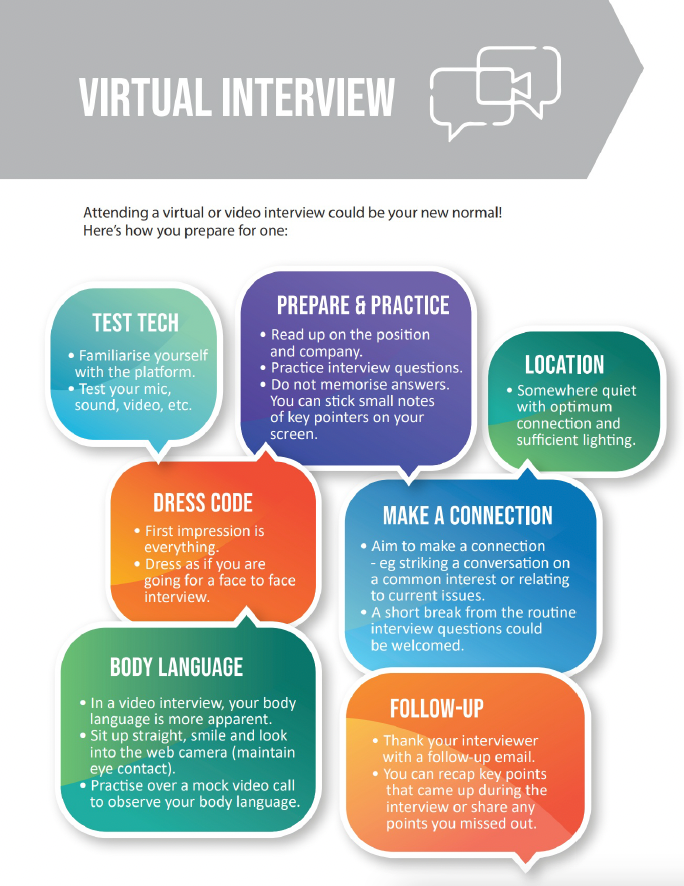 VIRTUAL INTERVIEW
Attending a virtual or video interview could be your new normal!
Here's how you prepare for one:
TEST TECH
• Familiarise yourself
with the platform.
• Test your mic,
sound, video, etc.
PREPARE & PRACTICE
• Read up on the position
and company.
• Practice interview questions.
• Do not memorise answers.
You can stick small notes
of key pointers on your
screen.
LOCATION
• Somewhere quiet
with optimum
connection and
sufficient lighting.
DRESS CODE
• First impression is
everything.
• Dress as if you are
going for a face to face
interview.
MAKE A CONNECTION
• Aim to make a connection
- eg striking a conversation on
a common interest or relating
to current issues.
• A short break from the routine
interview questions could
be welcomed.
BODY LANGUAGE
• In a video interview, your body
language is more apparent.
• Sit up straight, smile and look
into the web camera (maintain
eye contact).
• Practise over a mock video call
to observe your body language.
FOLLOW-UP
• Thank your interviewer
with a follow-up email.
• You can recap key points
that came up during the
interview or share any
points you missed out.